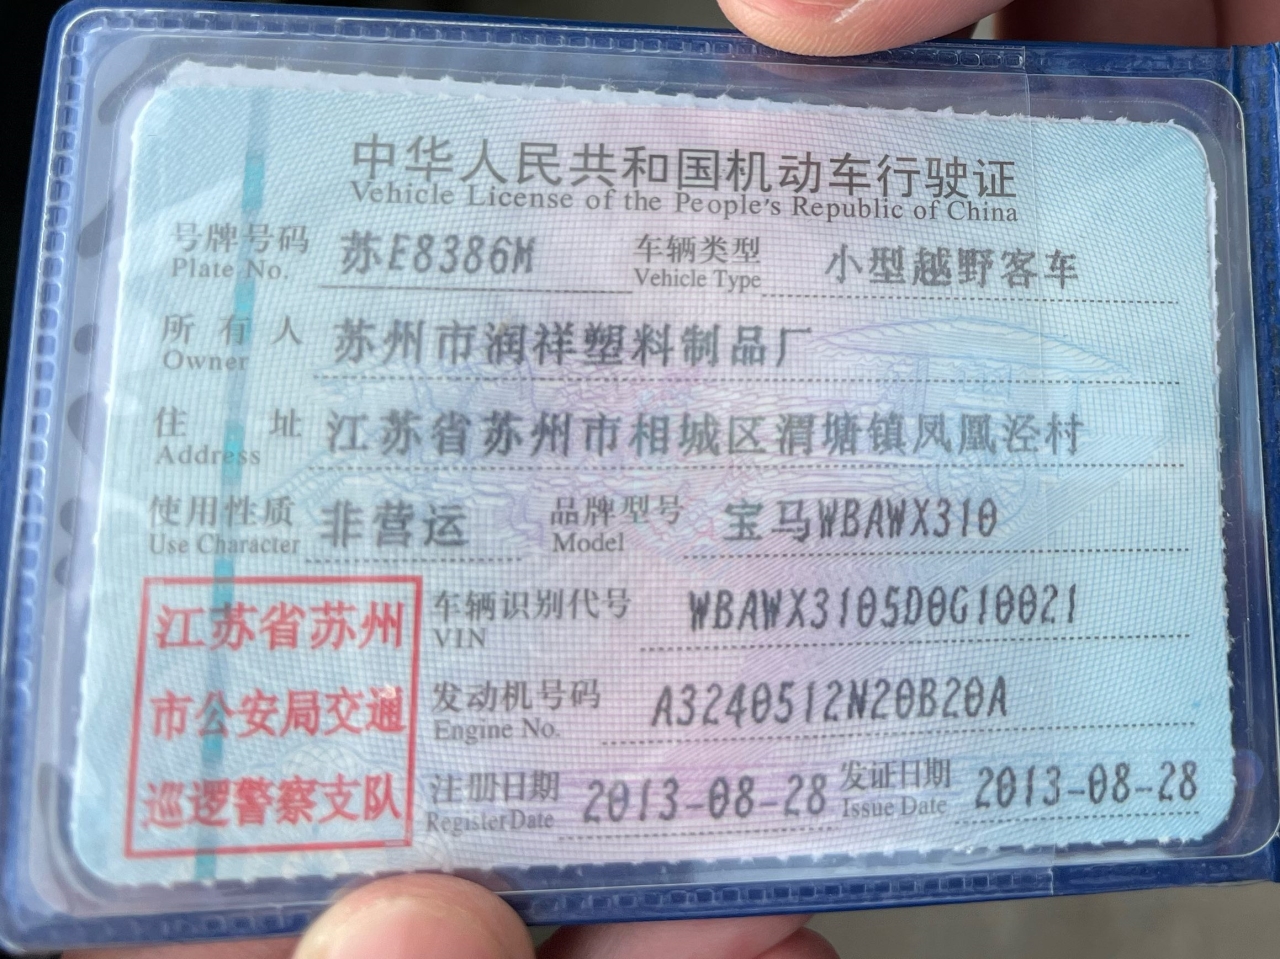 中华人民共和国机动车行驶证
Vehicle License of the People's Republic of China
号牌号码 苏E8386M 车辆类型 小型越野客车
Plate No. Vehicle Type
所有人 苏州市润祥塑料制品厂
Owner
住址 江苏省苏州市相城区渭塘镇凤凰泾村
Address
使用性质 非营运 品牌型号 宝马WBAWX310
Use Character Model
车辆识别代号 WBAWX3105D0G10021
VIN
发动机号码 A3240512N20B20A
Engine No.
注册日期 2013-08-28 发证日期 2013-08-28
Register Date Issue Date
江苏省苏州
市公安局交通
巡逻警察支队